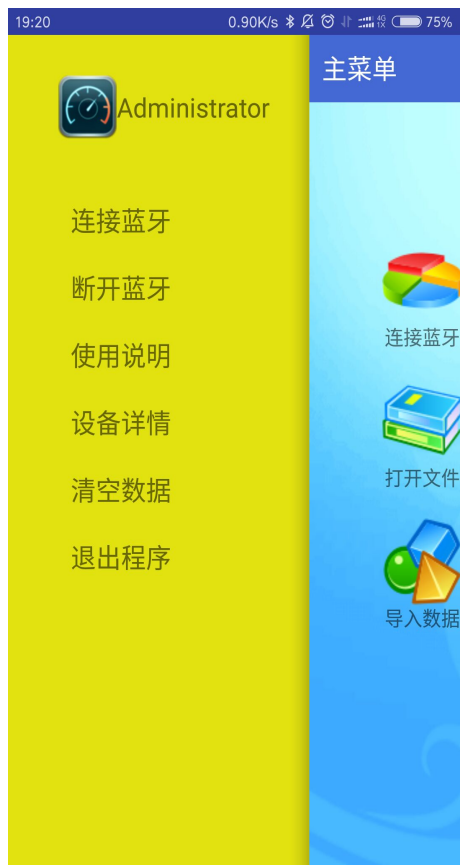 19:20 0.90K/s 4G 1X 75%
Administrator
连接蓝牙
断开蓝牙
使用说明
设备详情
清空数据
退出程序
主菜单
连接蓝牙
打开文件
导入数据